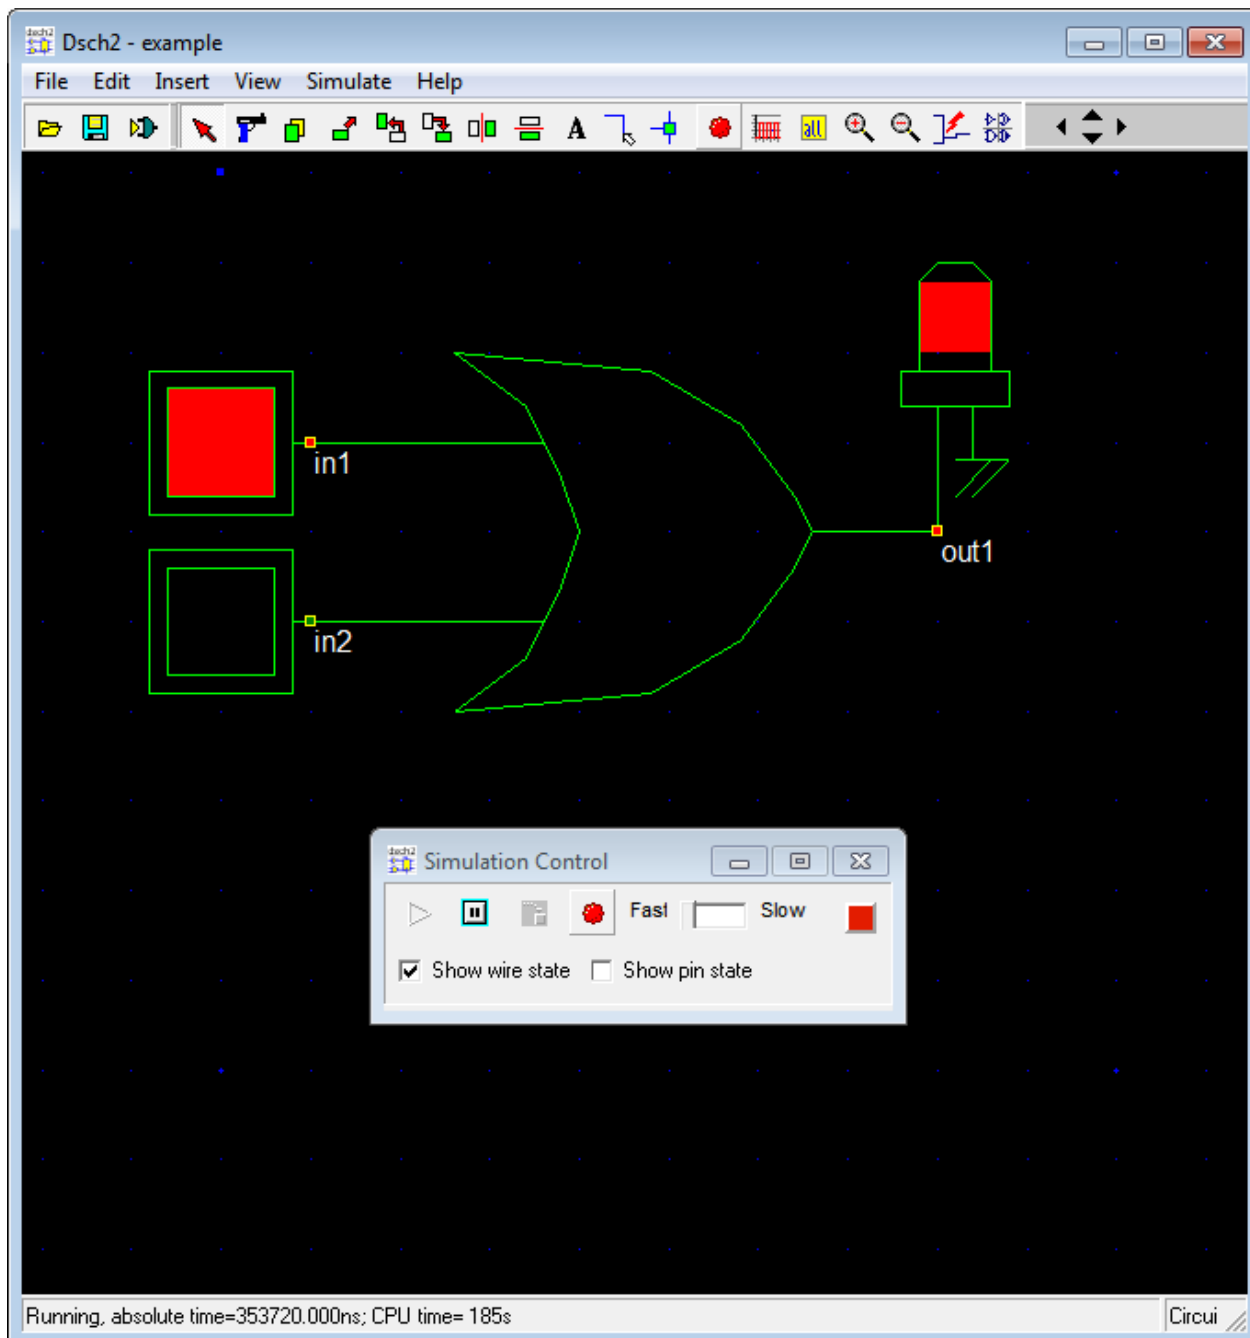 Dsch2 - example
File Edit Insert View Simulate Help
A
all
in1
in2
out1
Simulation Control
Fast Slow
Show wire state Show pin state
Running, absolute time=353720.000ns; CPU time= 185s
Circui